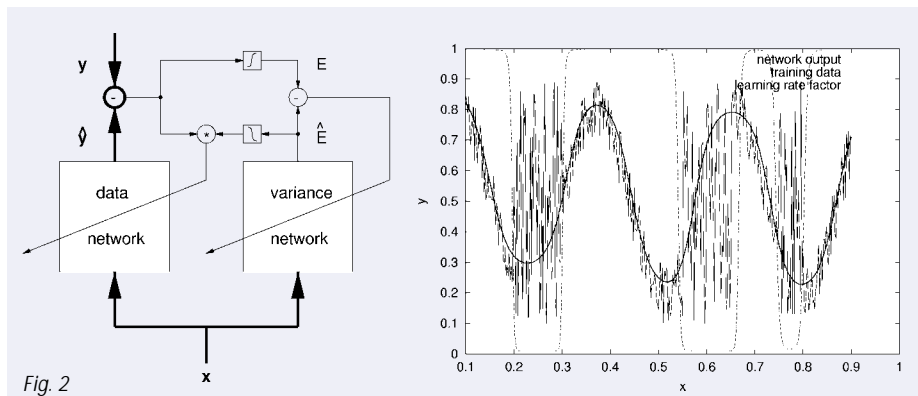 y
ŷ
E
-
-
*
Ê
data
network
variance
network
x
Fig. 2
network output
training data
learning rate factor
y
1
0.9
0.8
0.7
0.6
0.5
0.4
0.3
0.2
0.1
0
0.1 0.2 0.3 0.4 0.5 0.6 0.7 0.8 0.9 1
x